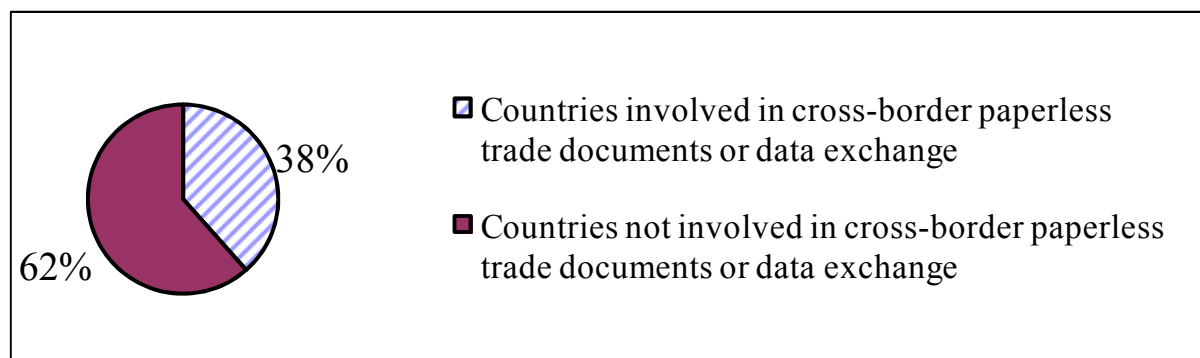 38%
62%
Countries involved in cross-border paperless
trade documents or data exchange
Countries not involved in cross-border paperless
trade documents or data exchange